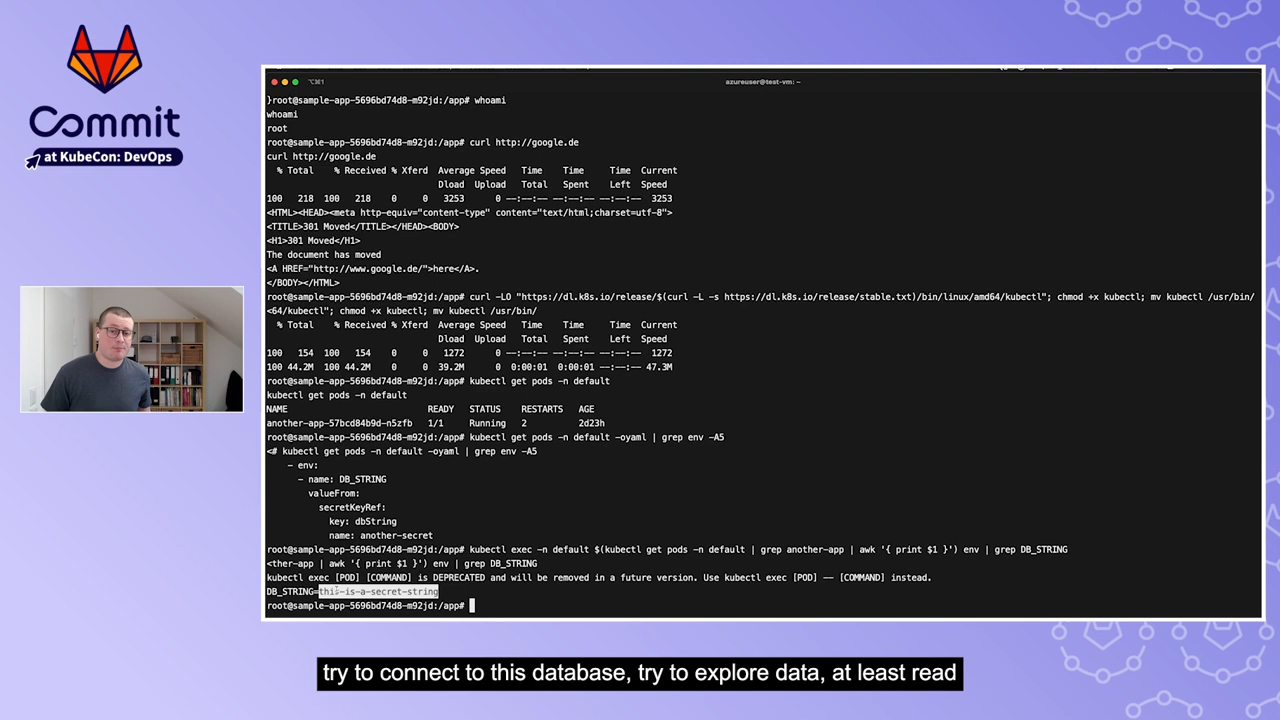 Commit
at KubeCon: DevOps
⌥⌘1
azureuser@test-vm: ~
}root@sample-app-5696bd74d8-m92jd:/app# whoami
whoami
root
root@sample-app-5696bd74d8-m92jd:/app# curl http://google.de
curl http://google.de
% Total % Received % Xferd Average Speed Time Time Time Current
Dload Upload Total Spent Left Speed
100 218 100 218 0 0 3253 0 --:--:-- --:--:-- --:--:-- 3253
<HTML><HEAD><meta http-equiv="content-type" content="text/html;charset=utf-8">
<TITLE>301 Moved</TITLE></HEAD><BODY>
<H1>301 Moved</H1>
The document has moved
<A HREF="http://www.google.de/">here</A>.
</BODY></HTML>
root@sample-app-5696bd74d8-m92jd:/app# curl -LO "https://dl.k8s.io/release/$(curl -L -s https://dl.k8s.io/release/stable.txt)/bin/linux/amd64/kubectl"; chmod +x kubectl; mv kubectl /usr/bin/
<64/kubectl"; chmod +x kubectl; mv kubectl /usr/bin/
% Total % Received % Xferd Average Speed Time Time Time Current
Dload Upload Total Spent Left Speed
100 154 100 154 0 0 1272 0 --:--:-- --:--:-- --:--:-- 1272
100 44.2M 100 44.2M 0 0 39.2M 0 0:00:01 0:00:01 --:--:-- 47.3M
root@sample-app-5696bd74d8-m92jd:/app# kubectl get pods -n default
kubectl get pods -n default
NAME READY STATUS RESTARTS AGE
another-app-57bcd84b9d-n5zfb 1/1 Running 2 2d23h
root@sample-app-5696bd74d8-m92jd:/app# kubectl get pods -n default -oyaml | grep env -A5
<# kubectl get pods -n default -oyaml | grep env -A5
- env:
- name: DB_STRING
valueFrom:
secretKeyRef:
key: dbString
name: another-secret
root@sample-app-5696bd74d8-m92jd:/app# kubectl exec -n default $(kubectl get pods -n default | grep another-app | awk '{ print $1 }') env | grep DB_STRING
<ther-app | awk '{ print $1 }') env | grep DB_STRING
kubectl exec [POD] [COMMAND] is DEPRECATED and will be removed in a future version. Use kubectl exec [POD] -- [COMMAND] instead.
DB_STRING=this-is-a-secret-string
root@sample-app-5696bd74d8-m92jd:/app#
try to connect to this database, try to explore data, at least read